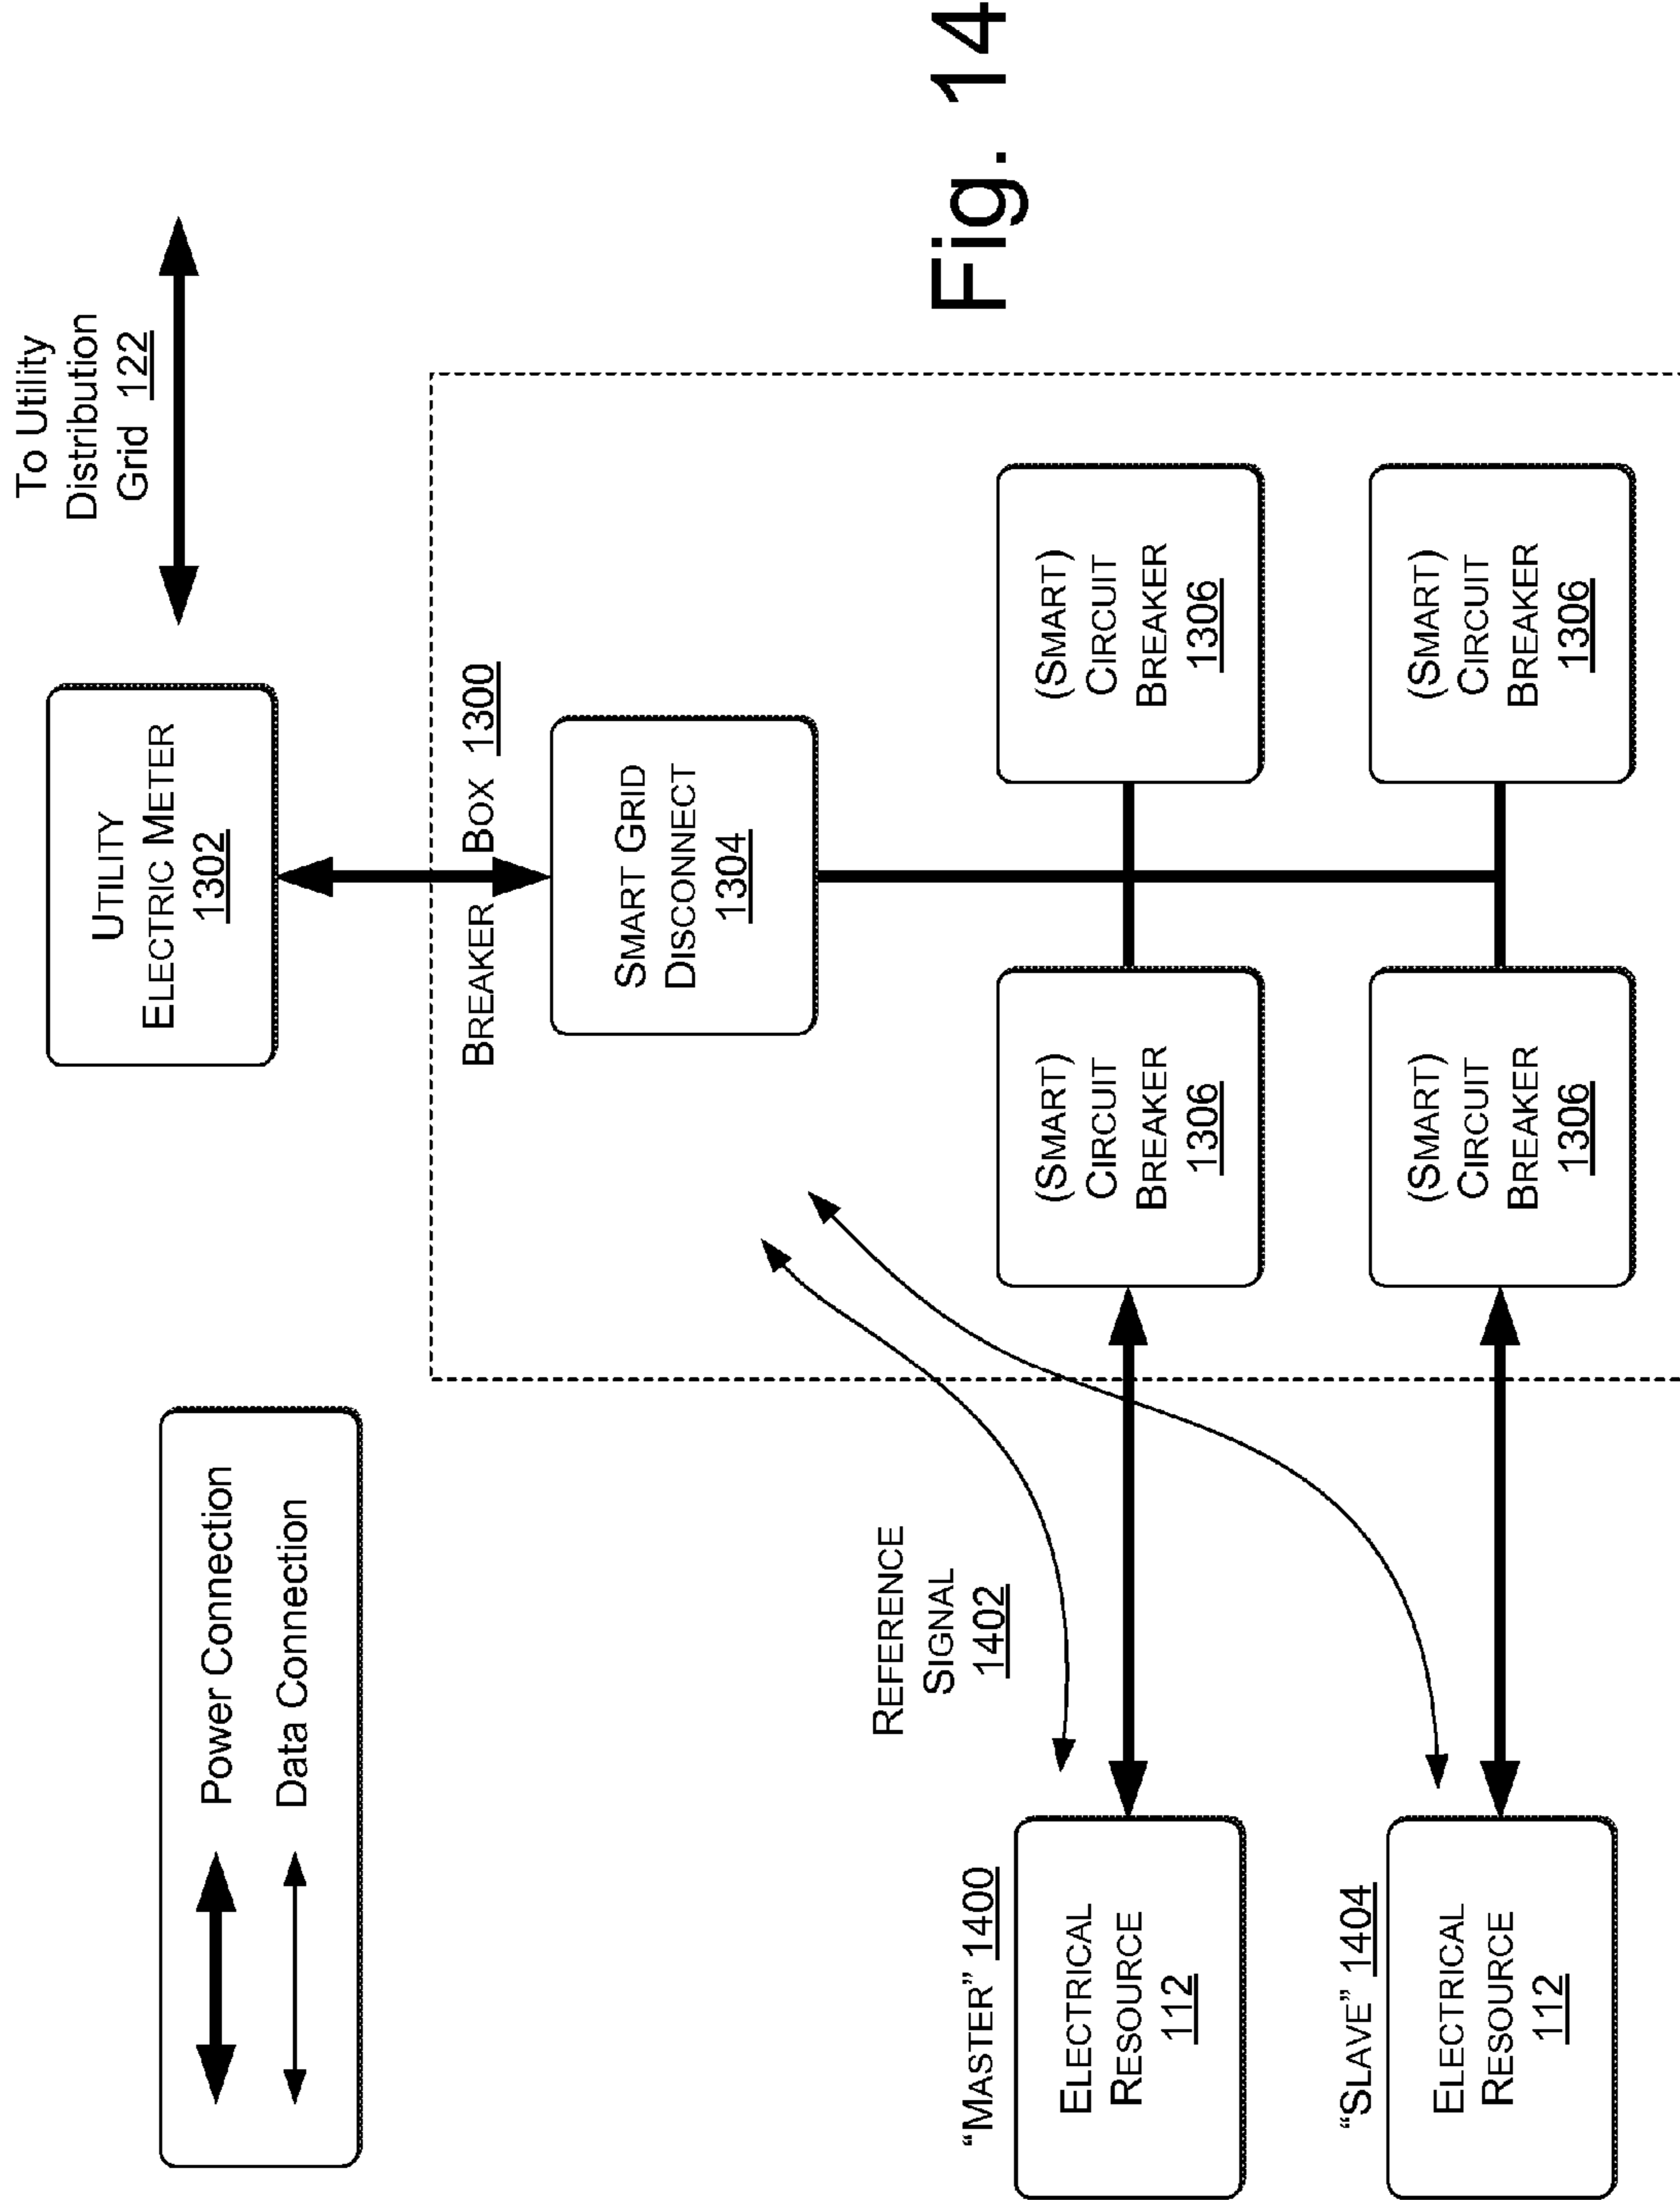 Power Connection
Data Connection
UTILITY
ELECTRIC METER
1302
To Utility
Distribution
Grid 122
BREAKER BOX 1300
SMART GRID
DISCONNECT
1304
REFERENCE
SIGNAL
1402
"MASTER" 1400
ELECTRICAL
RESOURCE
112
(SMART)
CIRCUIT
BREAKER
1306
(SMART)
CIRCUIT
BREAKER
1306
“SLAVE” 1404
ELECTRICAL
RESOURCE
112
(SMART)
CIRCUIT
BREAKER
1306
(SMART)
CIRCUIT
BREAKER
1306
Fig. 14